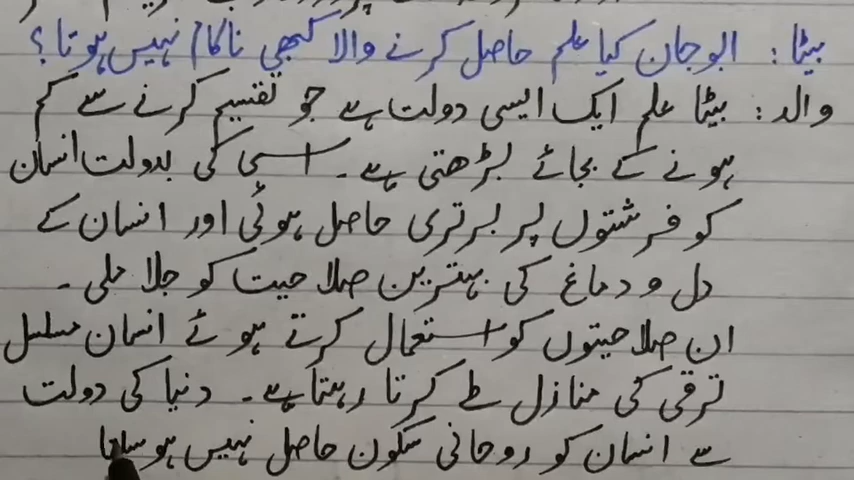 بیٹا : ابو جان کیا علم حاصل کرنے والا کبھی ناکام نہیں ہوتا ؟
والد : بیٹا علم ایک ایسی دولت ہے جو تقسیم کرنے سے کم
ہونے کے بجائے بڑھتی ہے ۔ اسی کی بدولت انسان
کو فرشتوں پر برتری حاصل ہوئی اور انسان کے
دل و دماغ کی بہترین صلاحیت کو جلا ملی ۔
ان صلاحیتوں کو استعمال کرتے ہوئے انسان مسلسل
ترقی کی منازل طے کرتا رہتا ہے ۔ دنیا کی دولت
سے انسان کو روحانی سکون حاصل نہیں ہو